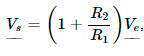 V_s = (1 + R_2/R_1) V_e,